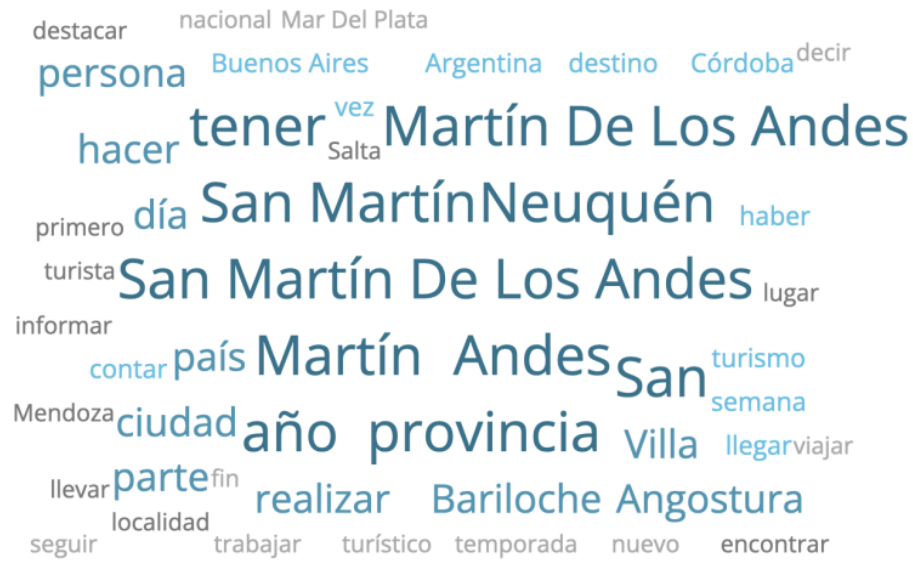 destacar nacional Mar Del Plata
persona Buenos Aires Argentina destino Córdoba decir
hacer tener vez Salta Martín De Los Andes
primero día San Martín Neuquén haber
turista San Martín De Los Andes lugar
informar
contar país Martín Andes San turismo
semana
Mendoza ciudad año provincia Villa llegar viajar
llevar parte fin realizar Bariloche Angostura
localidad
seguir trabajar turístico temporada nuevo encontrar